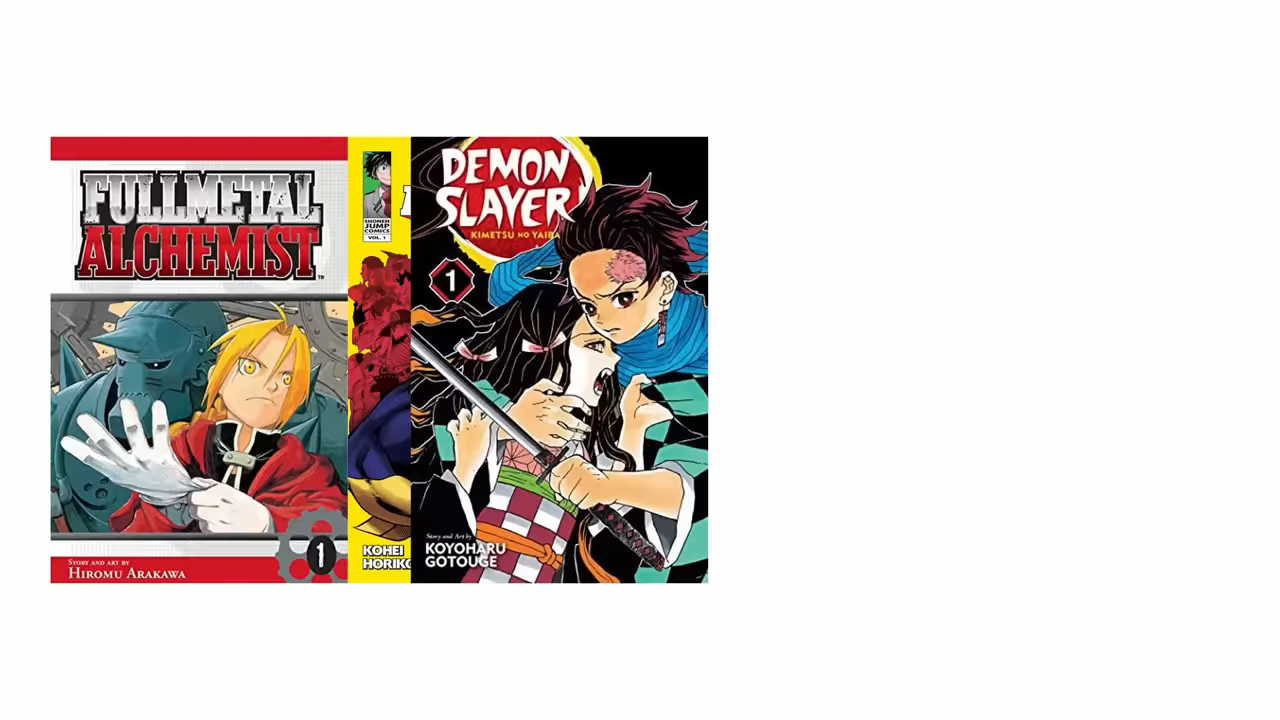 FULLMETAL
ALCHEMIST
TM
1
STORY AND ART BY
HIROMU ARAKAWA
SHONEN
JUMP
COMICS
VOL. 1
KOHEI
DEMON
SLAYER
KIMETSU NO YAIBA
1
Story and Art by
KOYOHARU
GOTOUGE